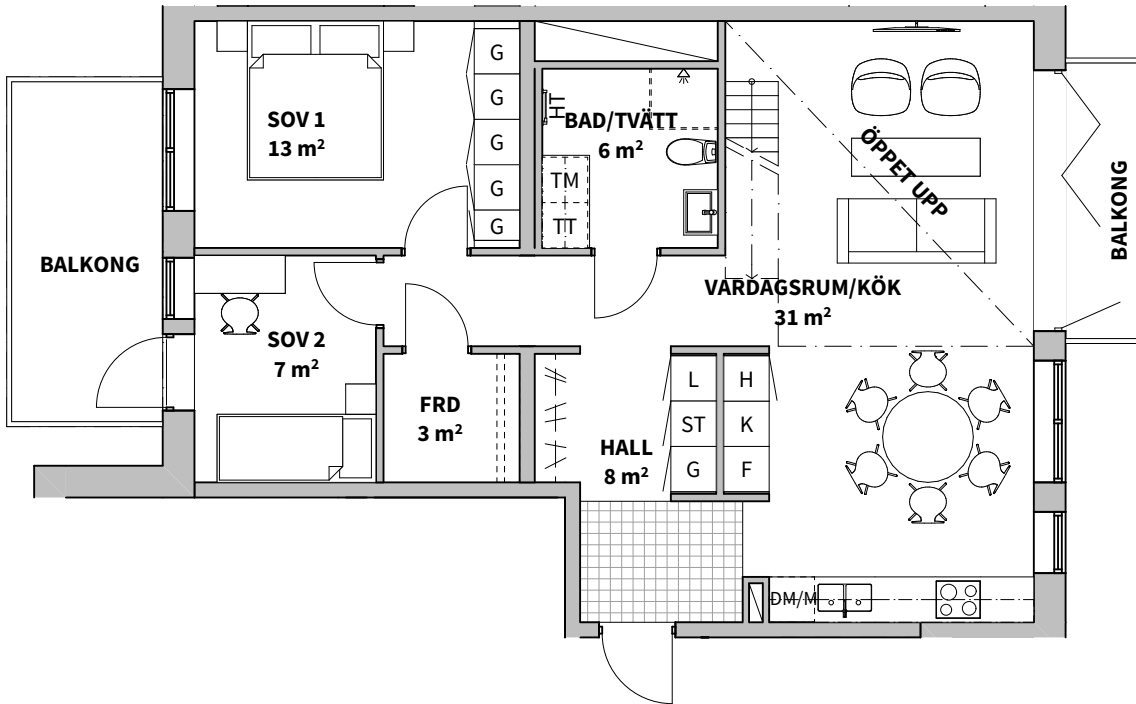 SOV 1
13 m²
G
G
G
G
G
HT
BAD/TVÄTT
6 m²
TM
TT
ÖPPET UPP
BALKONG
BALKONG
VARDAGSRUM/KÖK
31 m²
SOV 2
7 m²
FRD
3 m²
HALL
8 m²
L
ST
G
H
K
F
DM/M